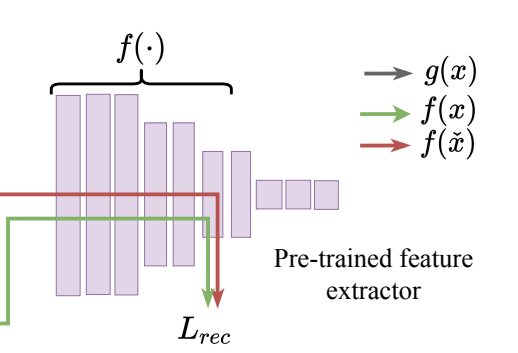 f(·)
g(x)
f(x)
f(x̌)
Pre-trained feature
extractor
L_rec